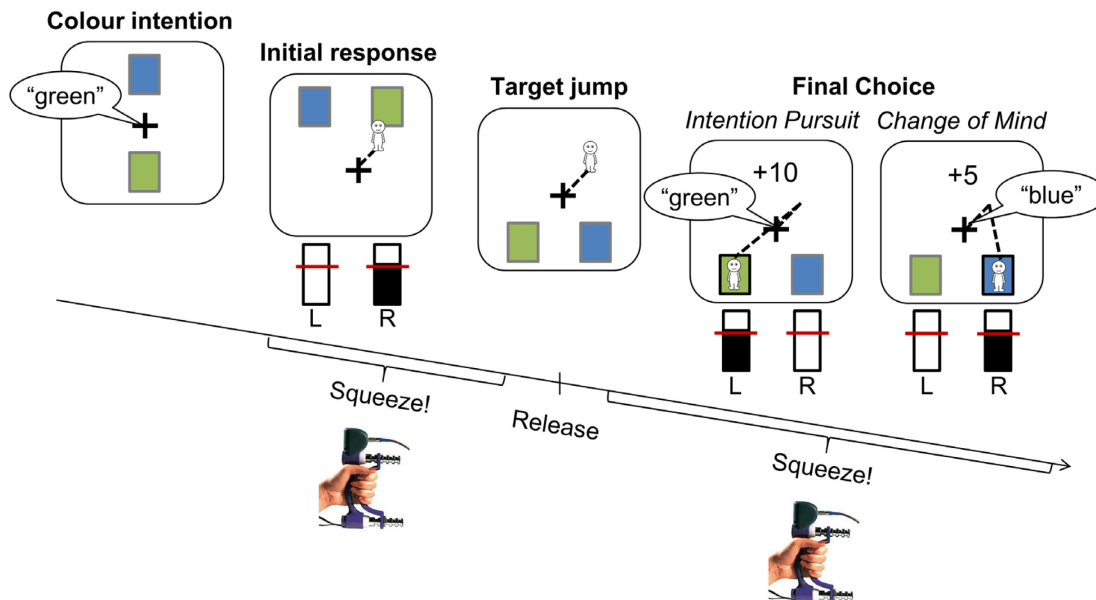 Colour intention
“green”
Initial response
L
R
Target jump
Final Choice
Intention Pursuit
Change of Mind
+10
“green”
+5
“blue”
L
R
L
R
Squeeze!
Release
Squeeze!